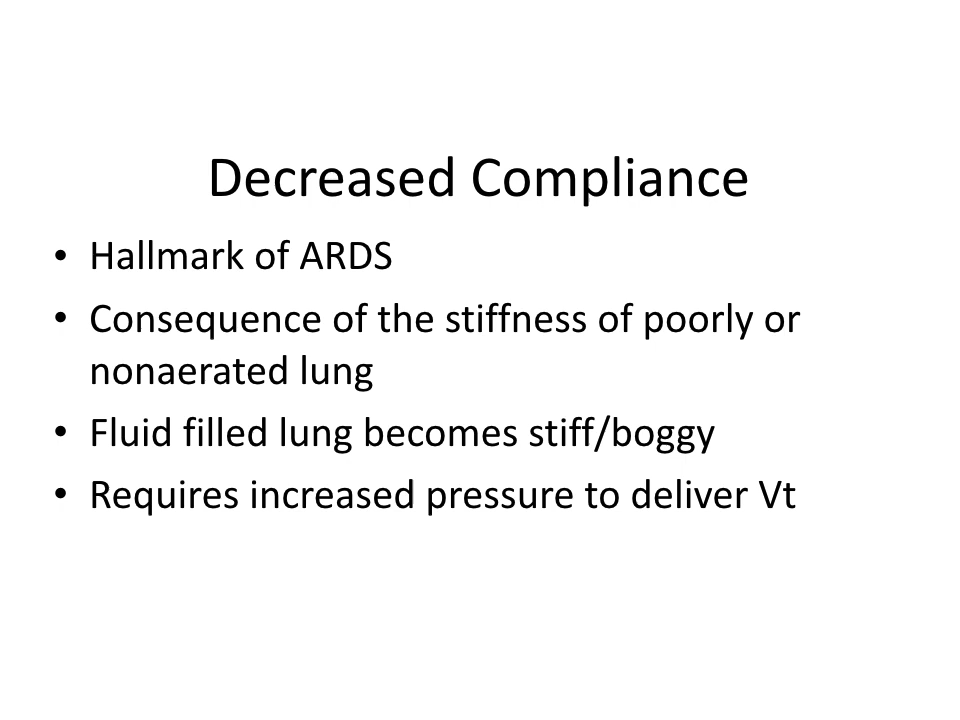 Decreased Compliance
• Hallmark of ARDS
• Consequence of the stiffness of poorly or
nonaerated lung
• Fluid filled lung becomes stiff/boggy
• Requires increased pressure to deliver Vt